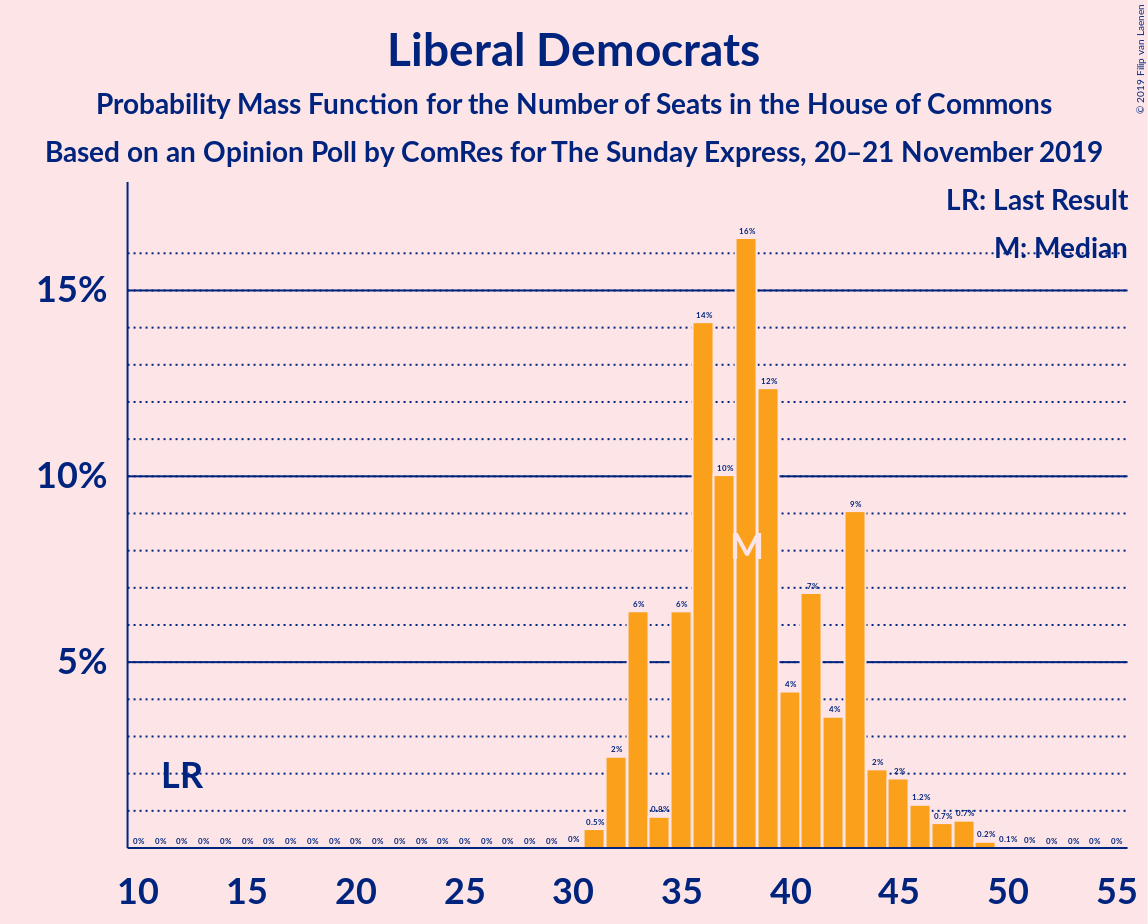 Liberal Democrats
Probability Mass Function for the Number of Seats in the House of Commons
Based on an Opinion Poll by ComRes for The Sunday Express, 20–21 November 2019
© 2019 Filip van Laenen
LR: Last Result
M: Median
16%
15%
14%
12%
10%
10%
9%
M
7%
6%
6%
5%
4%
4%
2%
2%
2%
LR
1.2%
0.5%
0.8%
0.7%
0.7%
0.2%
0% 0% 0% 0% 0% 0% 0% 0% 0% 0% 0% 0% 0% 0% 0% 0% 0% 0% 0% 0% 0% 0.1% 0% 0% 0% 0% 0%
10 15 20 25 30 35 40 45 50 55